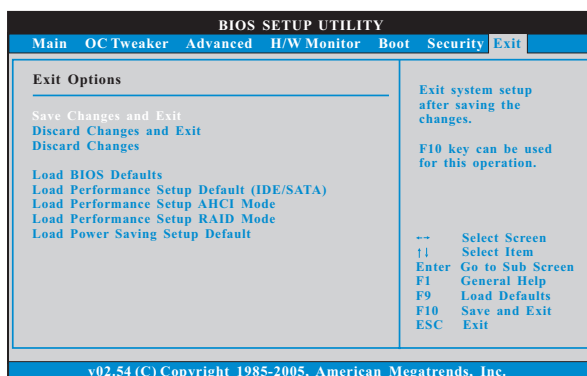 BIOS SETUP UTILITY
Main OC Tweaker Advanced H/W Monitor Boot Security Exit
Exit Options
Save Changes and Exit
Discard Changes and Exit
Discard Changes
Load BIOS Defaults
Load Performance Setup Default (IDE/SATA)
Load Performance Setup AHCI Mode
Load Performance Setup RAID Mode
Load Power Saving Setup Default
Exit system setup
after saving the
changes.
F10 key can be used
for this operation.
←→ Select Screen
↑↓ Select Item
Enter Go to Sub Screen
F1 General Help
F9 Load Defaults
F10 Save and Exit
ESC Exit
v02.54 (C) Copyright 1985-2005, American Megatrends, Inc.